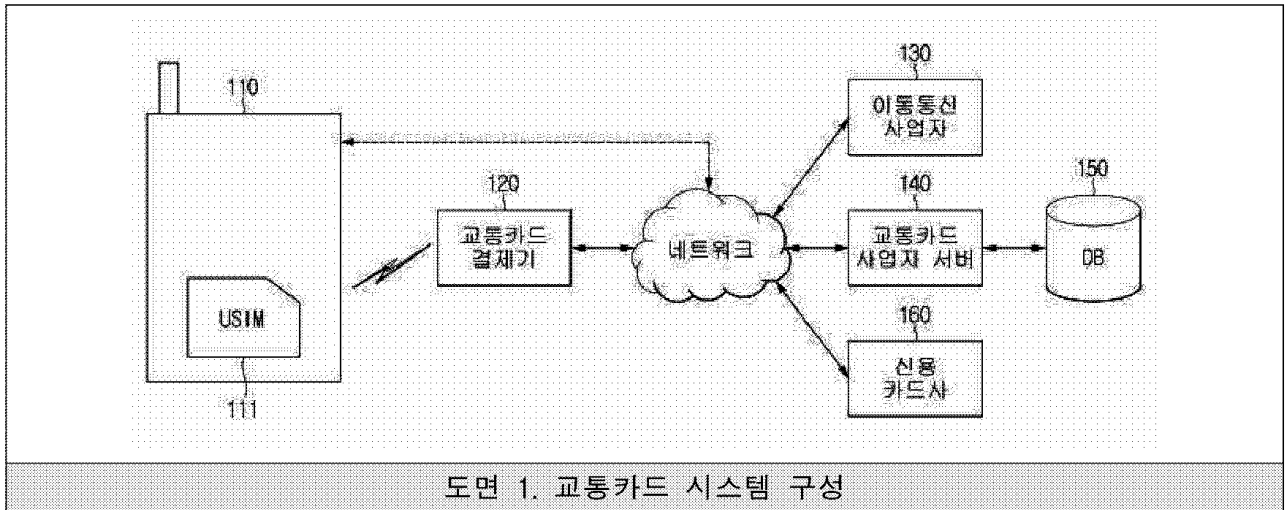 110
USIM
111
120
교통카드
결제기
네트워크
130
이통통신
사업자
140
교통카드
사업자 서버
150
DB
160
신용
카드사
도면 1. 교통카드 시스템 구성